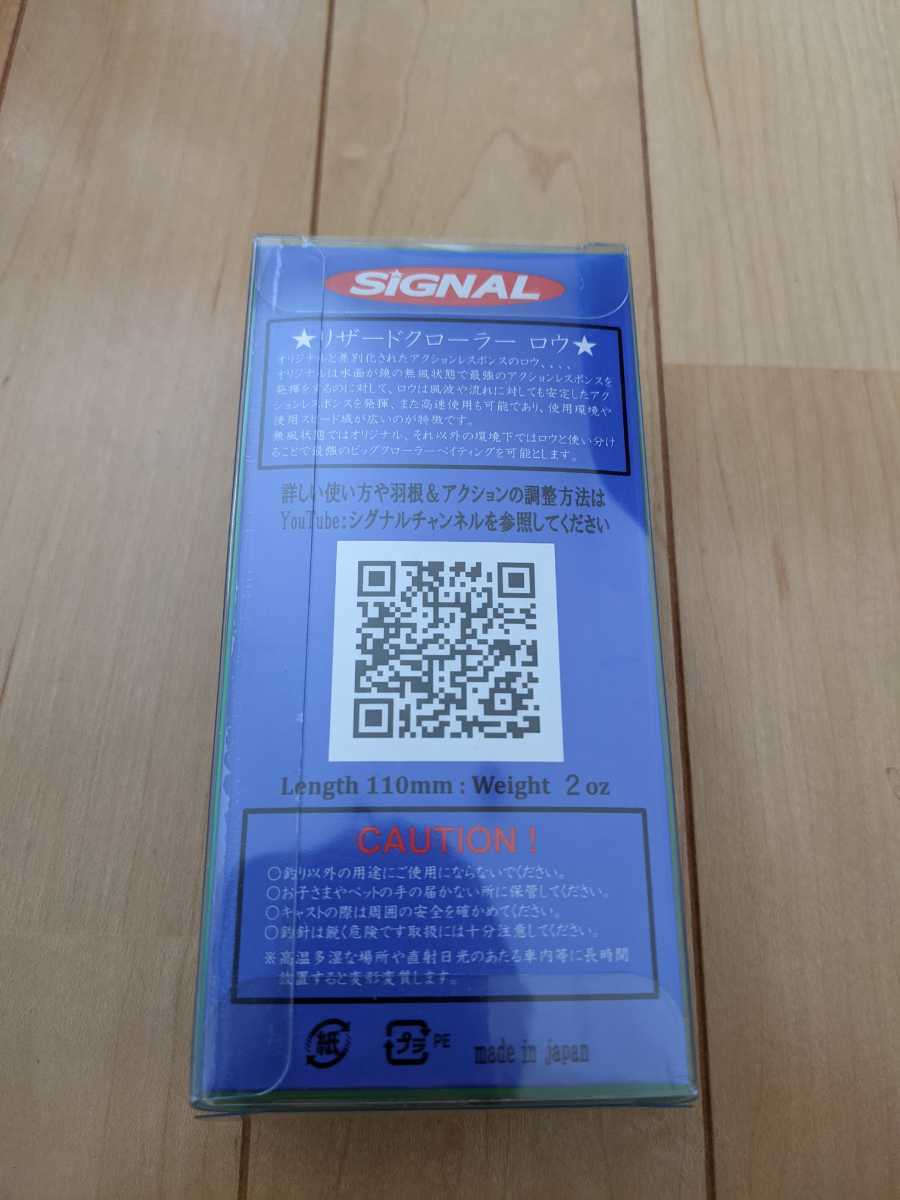 SiGNAL
★リザードクローラー ロウ★
オリジナルと差別化されたアクションレスポンスのロウ、、、、
オリジナルは水面が鏡の無風状態で最強のアクションレスポンスを
発揮をするのに対して、ロウは風波や流れに対しても安定したアク
ションレスポンスを発揮、また高速使用も可能であり、使用環境や
使用スピード域が広いのが特徴です。
無風状態ではオリジナル、それ以外の環境下ではロウと使い分け
ることで最強のビッグクローラーベイティングを可能とします。
詳しい使い方や羽根＆アクションの調整方法は
YouTube:シグナルチャンネルを参照してください
Length 110mm : Weight 2 oz
CAUTION !
○釣り以外の用途にご使用にならないでください。
○お子さまやペットの手の届かない所に保管してください。
○キャストの際は周囲の安全を確かめてください。
○釣針は鋭く危険です取扱には十分注意してください。
※高温多湿な場所や直射日光のあたる車内等に長時間
放置すると変形変質します。
紙 プラ PE made in japan